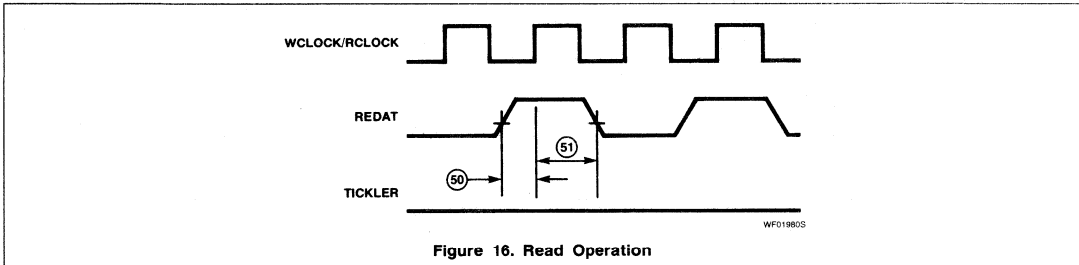 WCLOCK/RCLOCK
REDAT
51
50
TICKLER
WF01980S
Figure 16. Read Operation